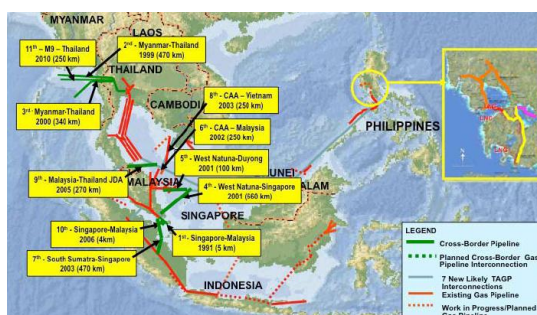 MYANMAR
LAOS
11th - M9 - Thailand
2010 (250 km)
2nd - Myanmar-Thailand
1999 (470 km)
THAILAND
3rd Myanmar-Thailand
2000 (340 km)
CAMBODI
8th - CAA - Vietnam
2003 (250 km)
6th - CAA - Malaysia
2002 (250 km)
PHILIPPINES
5th - West Natuna-Duyong
2001 (100 km)
UNEI
9th - Malaysia-Thailand JDA
2005 (270 km)
MALAYSIA
4th - West Natuna-Singapore
2001 (660 km)
ALAM
SINGAPORE
10th - Singapore-Malaysia
2006 (4km)
1st - Singapore-Malaysia
1991 (5 km)
7th - South Sumatra-Singapore
2003 (470 km)
INDONESIA
LEGEND
Cross-Border Pipeline
Planned Cross-Border Gas
Pipeline Interconnection
7 New Likely TAGP
Interconnections
Existing Gas Pipeline
Work in Progress/Planned